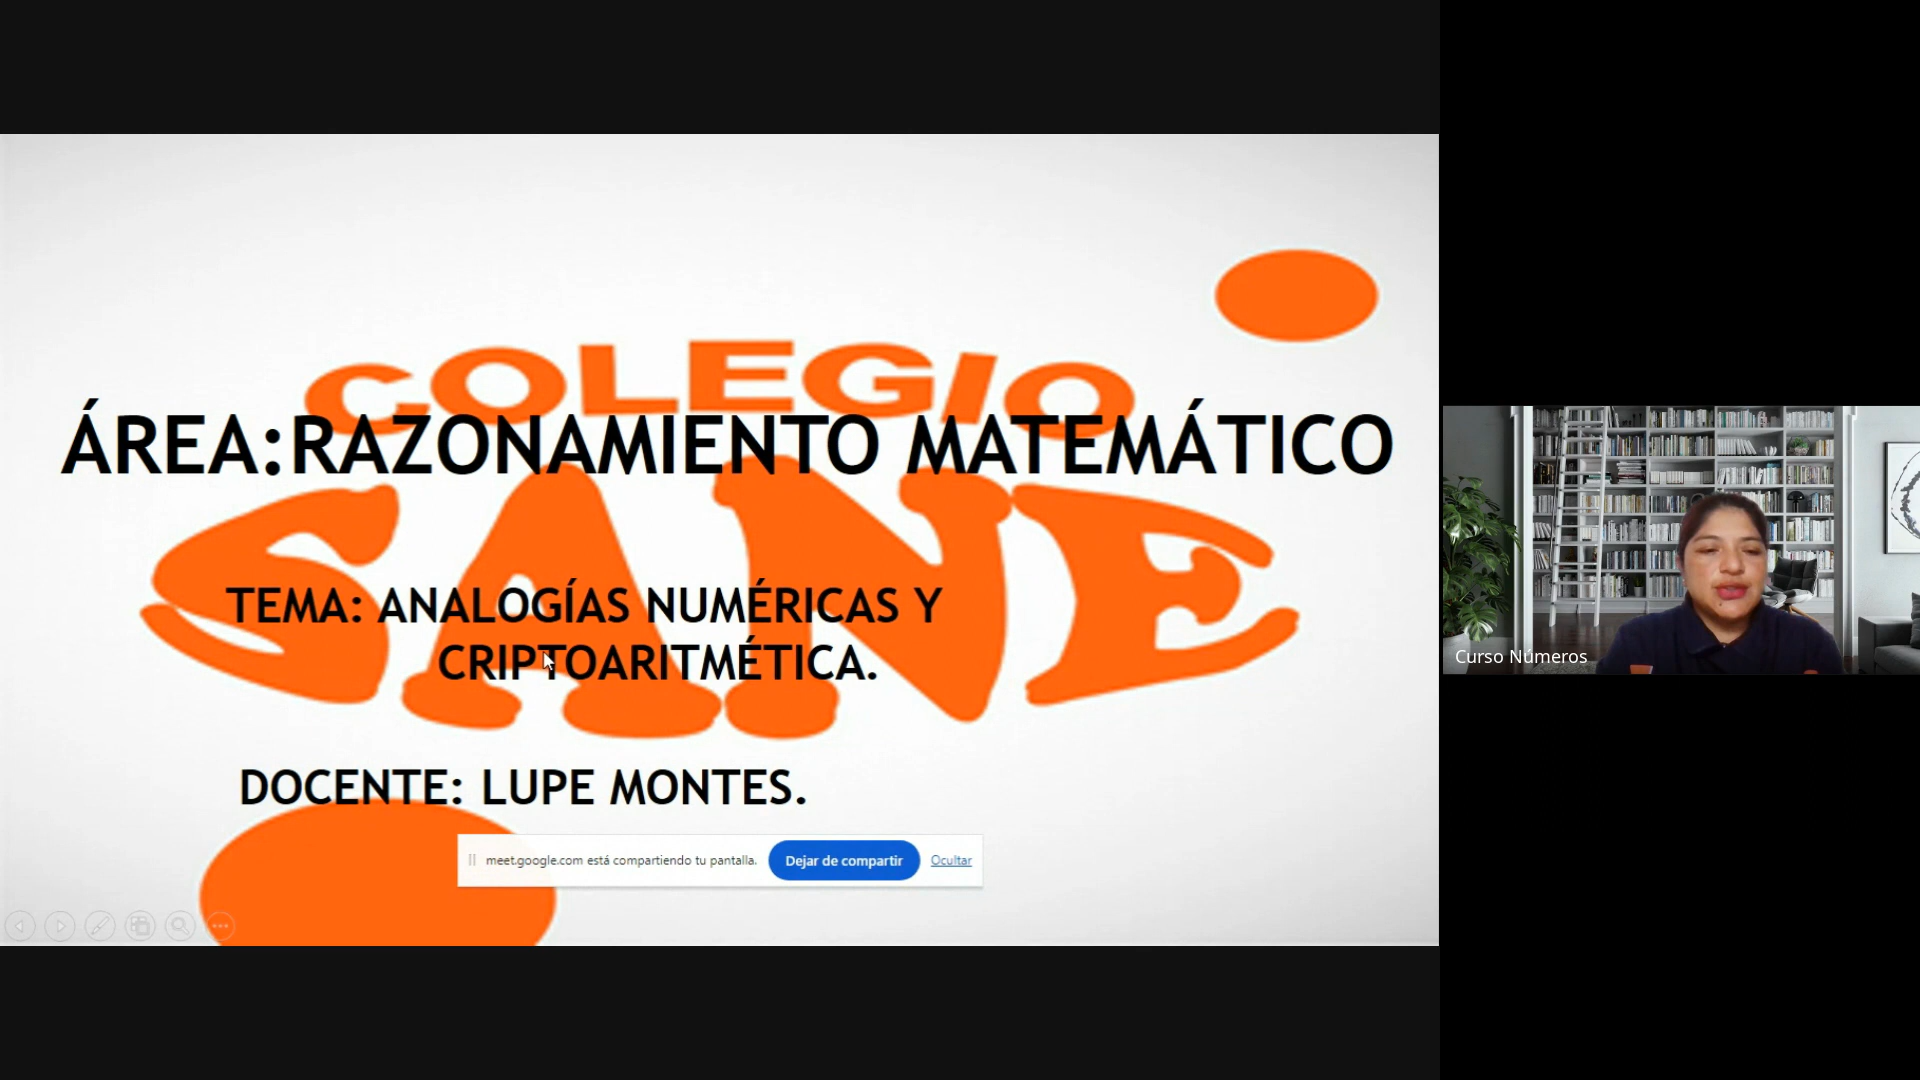 COLEGIO
ÁREA:RAZONAMIENTO MATEMÁTICO
SANE
TEMA: ANALOGÍAS NUMÉRICAS Y
CRIPTOARITMÉTICA.
DOCENTE: LUPE MONTES.
meet.google.com está compartiendo tu pantalla. Dejar de compartir Ocultar
Curso Números